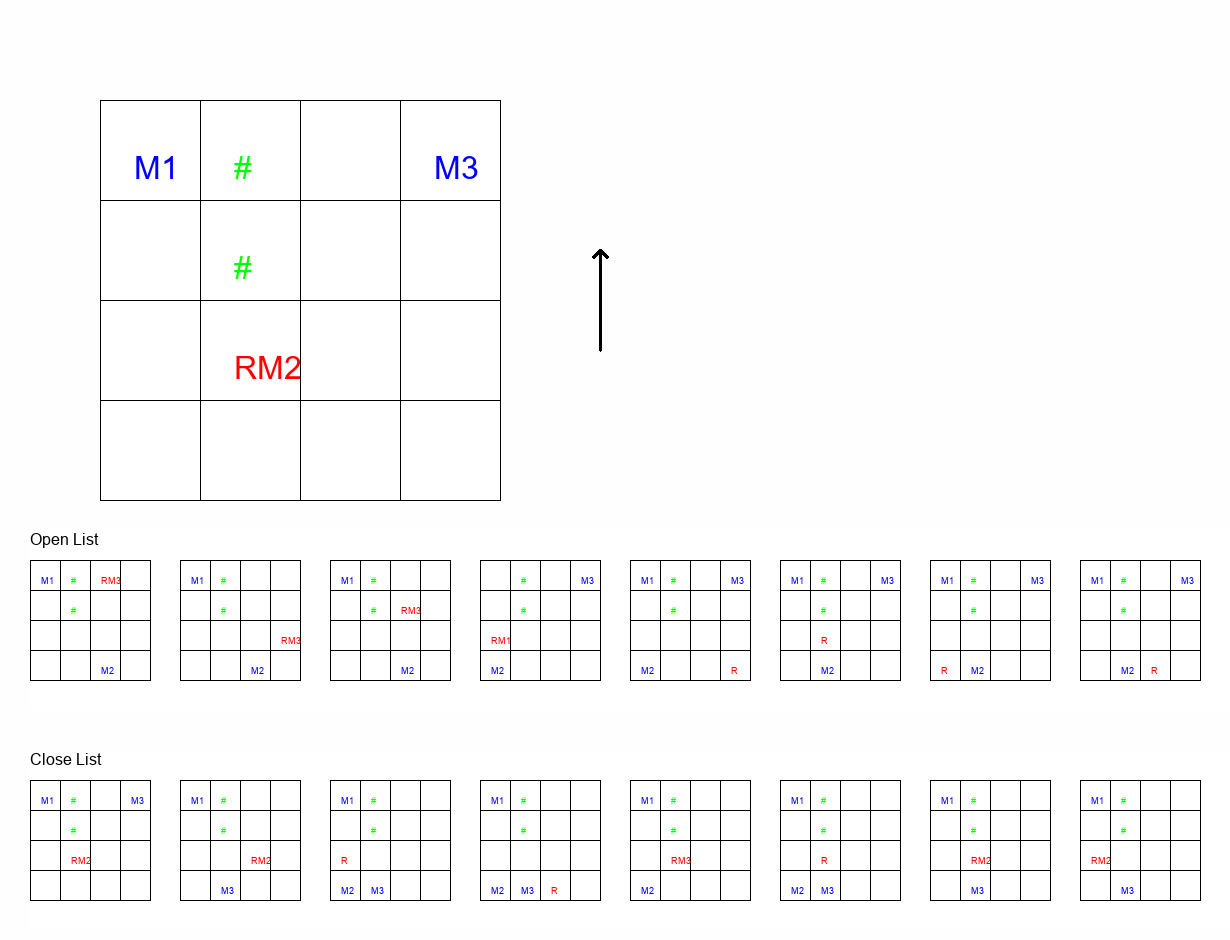 M1 # M3
#
RM2
Open List
M1 # RM3 M1 # M1 # # M3 M1 # M3 M1 # M3 M1 # M3 M1 # M3
# # # RM3 # # # # #
RM3 RM1 R
M2 M2 M2 M2 M2 R M2 R M2 M2 R
Close List
M1 # M3 M1 # M1 # M1 # M1 # M1 # M1 # M1 #
# # # # # # # #
RM2 RM2 R RM3 R RM2 RM2
M3 M2 M3 M2 M3 R M2 M2 M3 M3 M3